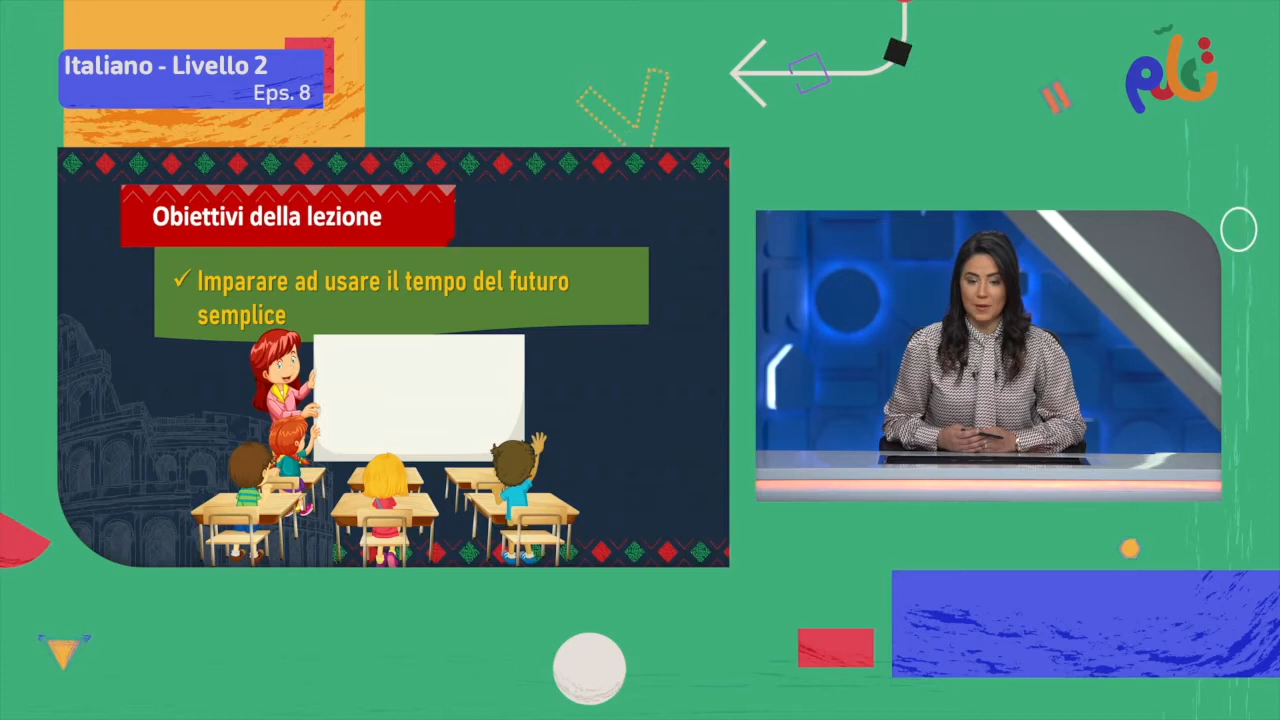 Italiano - Livello 2
Eps. 8
Obiettivi della lezione
✓ Imparare ad usare il tempo del futuro
semplice